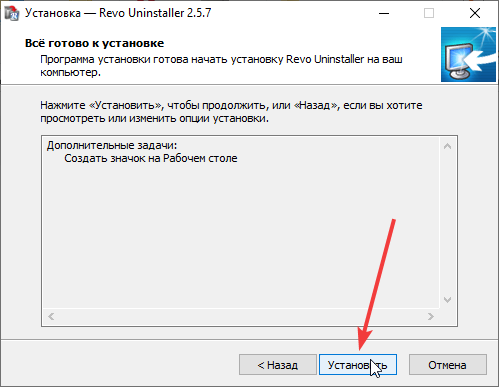 Установка — Revo Uninstaller 2.5.7
Всё готово к установке
Программа установки готова начать установку Revo Uninstaller на ваш
компьютер.
Нажмите «Установить», чтобы продолжить, или «Назад», если вы хотите
просмотреть или изменить опции установки.
Дополнительные задачи:
Создать значок на Рабочем столе
< Назад
Установить
Отмена